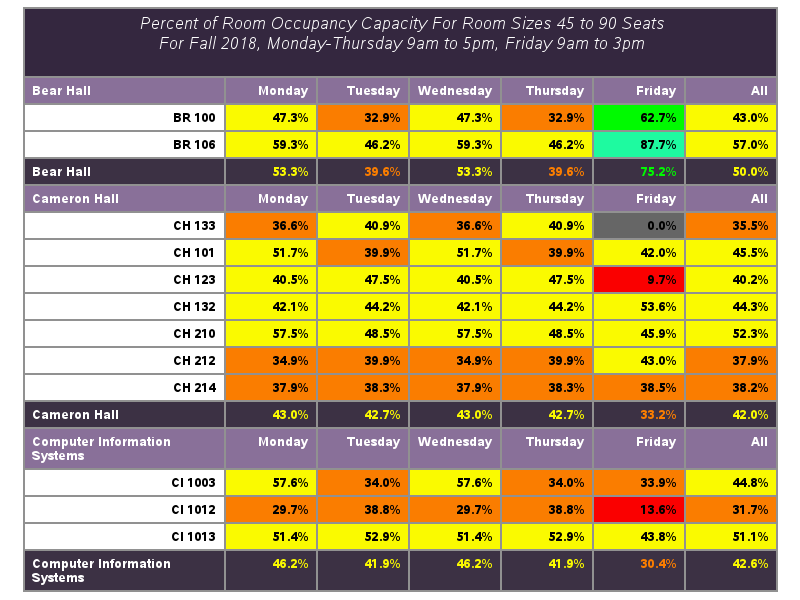 Percent of Room Occupancy Capacity For Room Sizes 45 to 90 Seats
For Fall 2018, Monday-Thursday 9am to 5pm, Friday 9am to 3pm
Bear Hall Monday Tuesday Wednesday Thursday Friday All
BR 100 47.3% 32.9% 47.3% 32.9% 62.7% 43.0%
BR 106 59.3% 46.2% 59.3% 46.2% 87.7% 57.0%
Bear Hall 53.3% 39.6% 53.3% 39.6% 75.2% 50.0%
Cameron Hall Monday Tuesday Wednesday Thursday Friday All
CH 133 36.6% 40.9% 36.6% 40.9% 0.0% 35.5%
CH 101 51.7% 39.9% 51.7% 39.9% 42.0% 45.5%
CH 123 40.5% 47.5% 40.5% 47.5% 9.7% 40.2%
CH 132 42.1% 44.2% 42.1% 44.2% 53.6% 44.3%
CH 210 57.5% 48.5% 57.5% 48.5% 45.9% 52.3%
CH 212 34.9% 39.9% 34.9% 39.9% 43.0% 37.9%
CH 214 37.9% 38.3% 37.9% 38.3% 38.5% 38.2%
Cameron Hall 43.0% 42.7% 43.0% 42.7% 33.2% 42.0%
Computer Information Monday Tuesday Wednesday Thursday Friday All
Systems
CI 1003 57.6% 34.0% 57.6% 34.0% 33.9% 44.8%
CI 1012 29.7% 38.8% 29.7% 38.8% 13.6% 31.7%
CI 1013 51.4% 52.9% 51.4% 52.9% 43.8% 51.1%
Computer Information 46.2% 41.9% 46.2% 41.9% 30.4% 42.6%
Systems